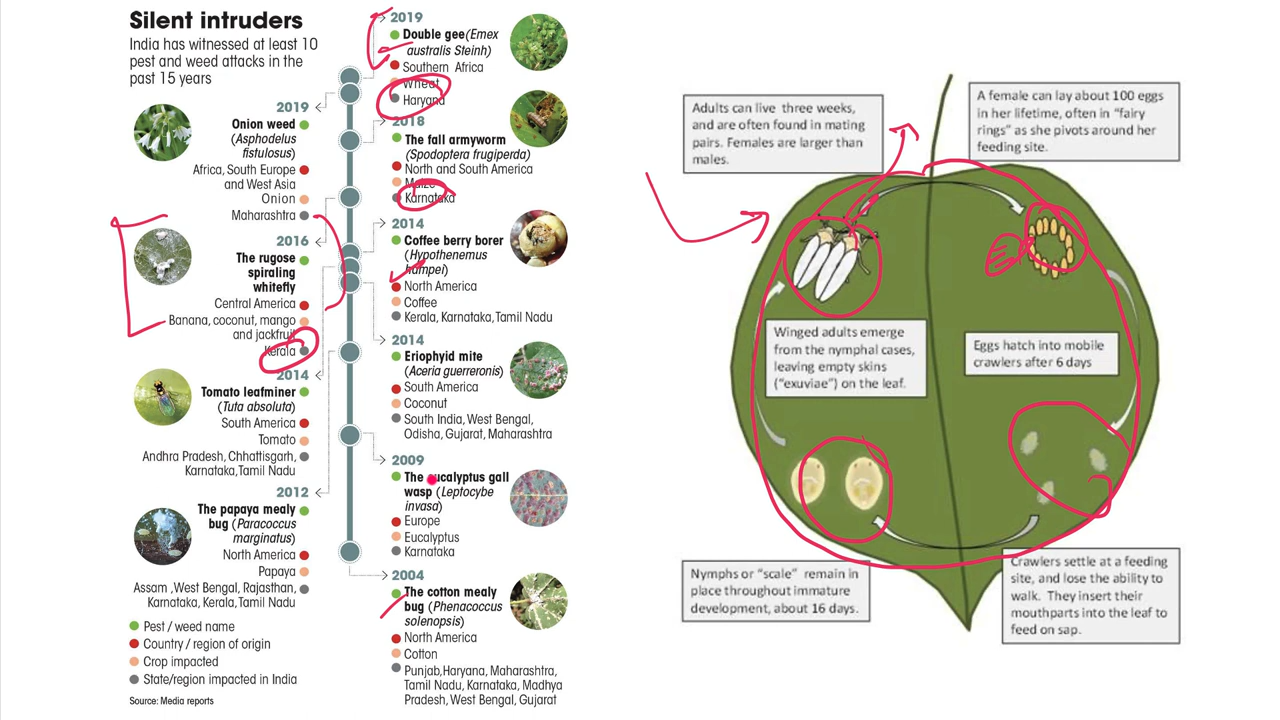 Silent intruders
India has witnessed at least 10
pest and weed attacks in the
past 15 years
2019
Onion weed
(Asphodelus
fistulosus)
Africa, South Europe
and West Asia
Onion
Maharashtra
2016
The rugose
spiraling
whitefly
Central America
Banana, coconut, mango
and jackfruit
Kerala
2014
Tomato leafminer
(Tuta absoluta)
South America
Tomato
Andhra Pradesh, Chhattisgarh,
Karnataka,Tamil Nadu
2012
The papaya mealy
bug (Paracoccus
marginatus)
North America
Papaya
Assam ,West Bengal, Rajasthan,
Karnataka, Kerala,Tamil Nadu
Pest / weed name
Country / region of origin
Crop impacted
State/region impacted in India
Source: Media reports
2019
Double gee(Emex
australis Steinh)
Southern Africa
Wheat
Haryana
2018
The fall armyworm
(Spodoptera frugiperda)
North and South America
Maize
Karnataka
2014
Coffee berry borer
(Hypothenemus
hampei)
North America
Coffee
Kerala, Karnataka,Tamil Nadu
2014
Eriophyid mite
(Aceria guerreronis)
South America
Coconut
South India, West Bengal,
Odisha, Gujarat, Maharashtra
2009
The eucalyptus gall
wasp (Leptocybe
invasa)
Europe
Eucalyptus
Karnataka
2004
The cotton mealy
bug (Phenacoccus
solenopsis)
North America
Cotton
Punjab,Haryana, Maharashtra,
Tamil Nadu, Karnataka, Madhya
Pradesh, West Bengal, Gujarat
Adults can live three weeks,
and are often found in mating
pairs. Females are larger than
males.
A female can lay about 100 eggs
in her lifetime, often in "fairy
rings" as she pivots around her
feeding site.
Winged adults emerge
from the nymphal cases,
leaving empty skins
("exuviae") on the leaf.
Eggs hatch into mobile
crawlers after 6 days
Nymphs or "scale" remain in
place throughout immature
development, about 16 days.
Crawlers settle at a feeding
site, and lose the ability to
walk. They insert their
mouthparts into the leaf to
feed on sap.